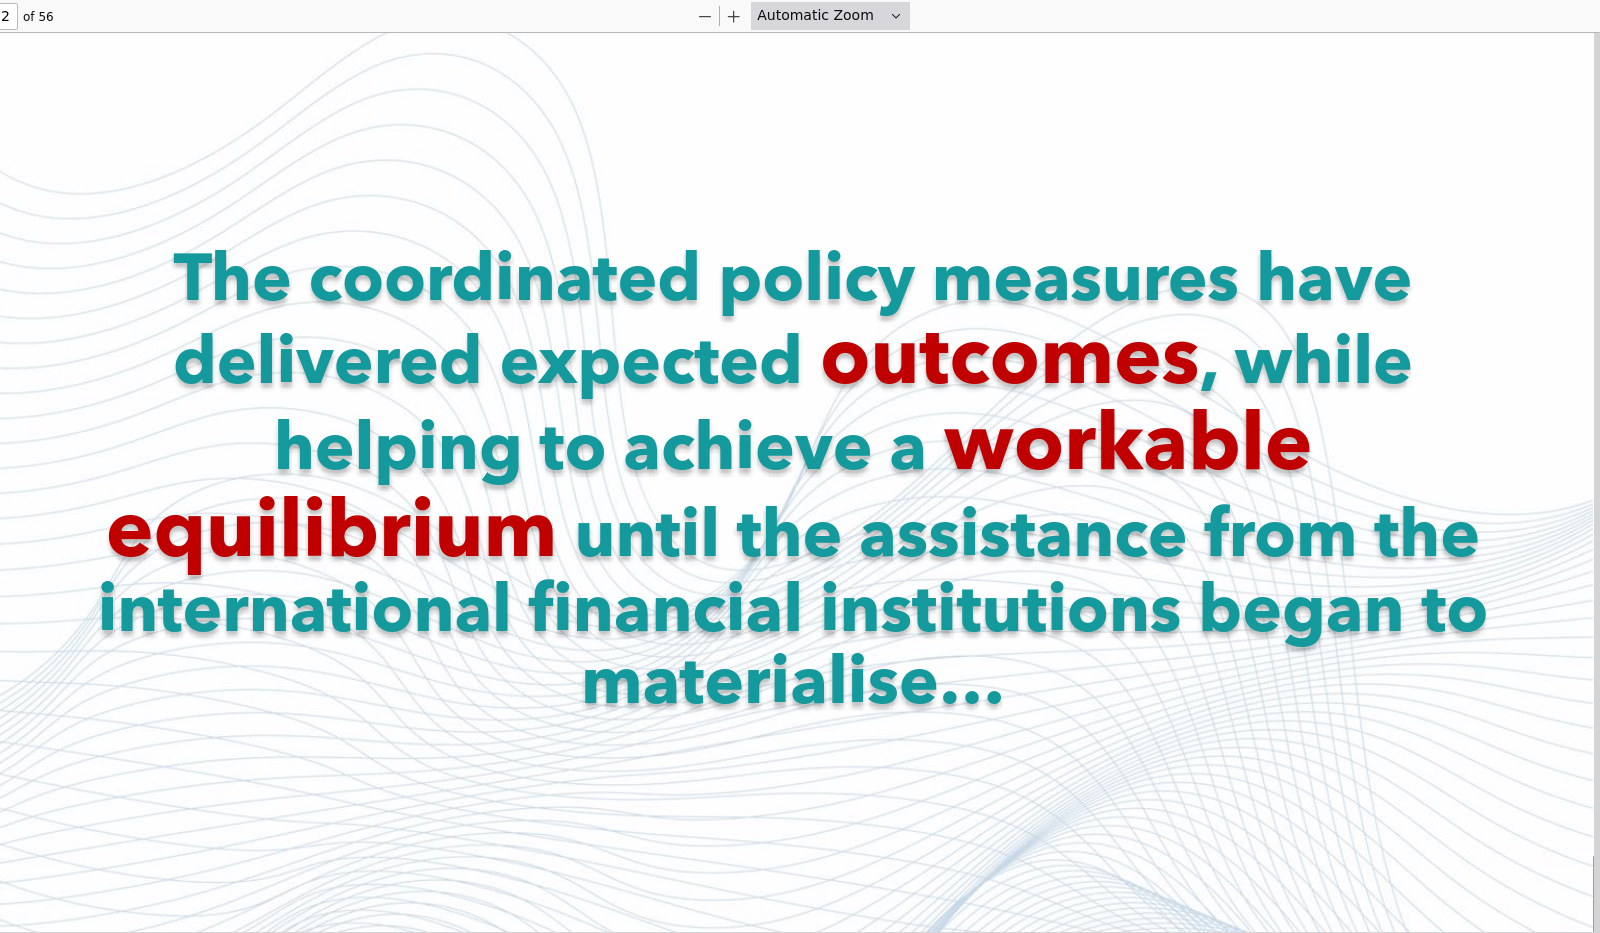 2 of 56 Automatic Zoom
The coordinated policy measures have
delivered expected outcomes, while
helping to achieve a workable
equilibrium until the assistance from the
international financial institutions began to
materialise…